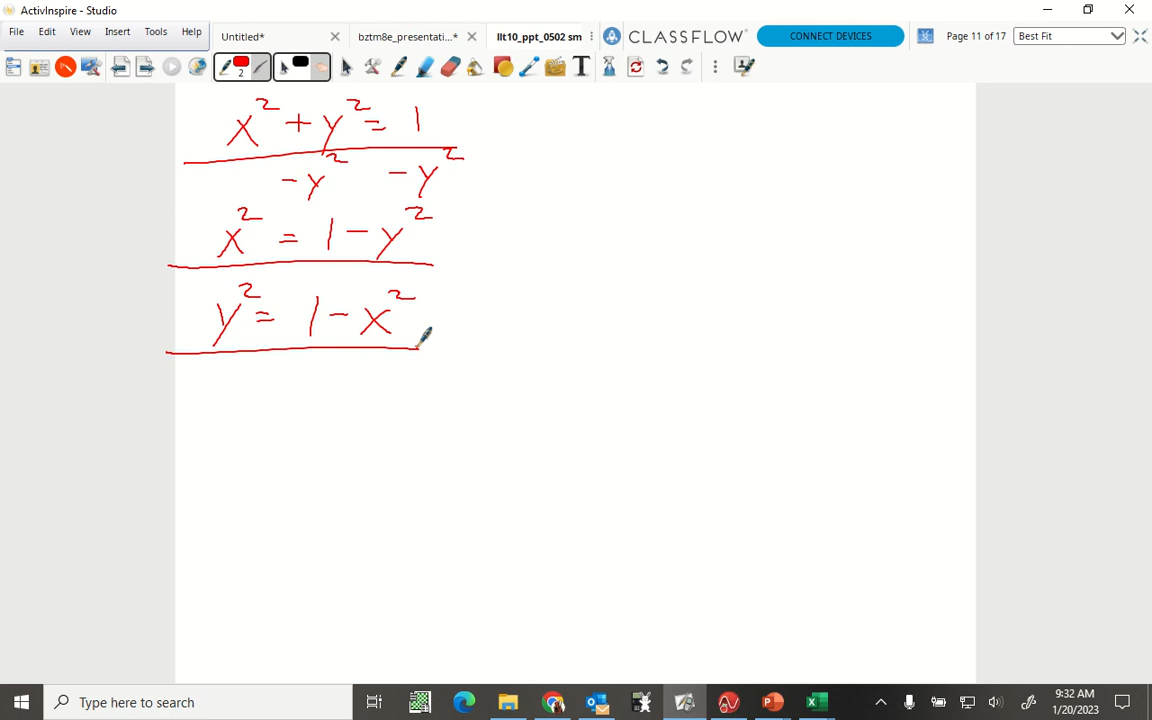 ActivInspire - Studio
File Edit View Insert Tools Help
Untitled* bztm8e_presentati...* llt10_ppt_0502 sm CLASSFLOW CONNECT DEVICES Page 11 of 17 Best Fit
2
x² + y² = 1
- y² - y²
x² = 1 - y²
y² = 1 - x²
Type here to search
9:32 AM
1/20/2023